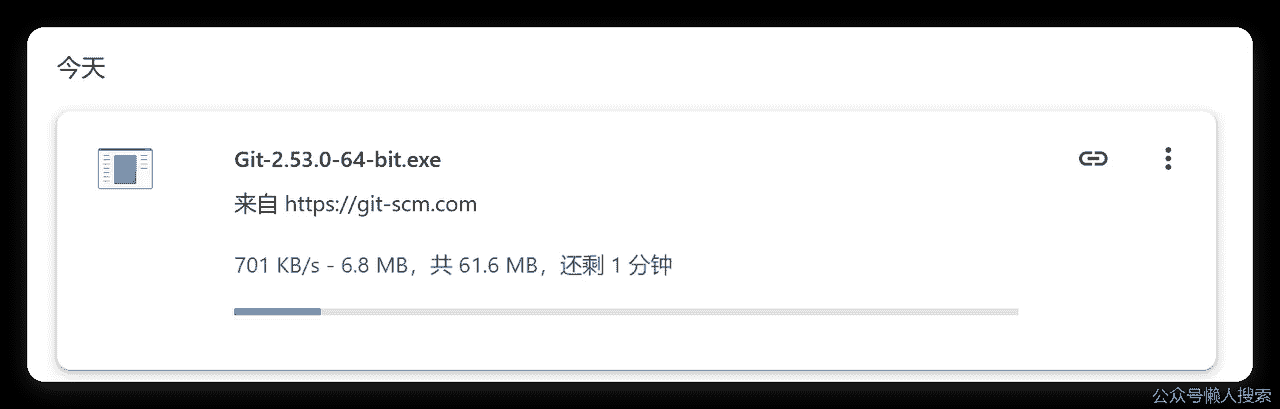 今天
Git-2.53.0-64-bit.exe
来自 https://git-scm.com
701 KB/s - 6.8 MB，共 61.6 MB，还剩 1 分钟
公众号懒人搜索